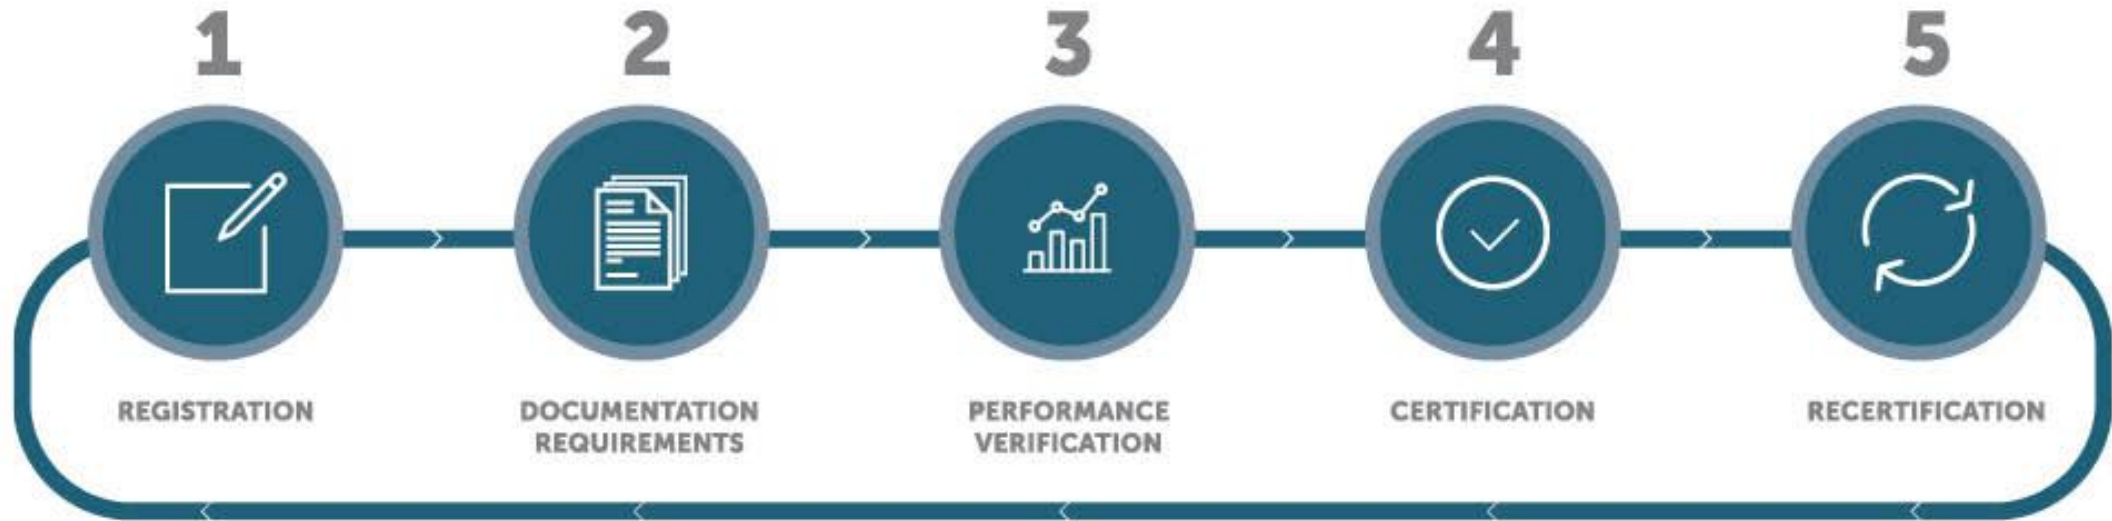 1
2
3
4
5
REGISTRATION
DOCUMENTATION
REQUIREMENTS
PERFORMANCE
VERIFICATION
CERTIFICATION
RECERTIFICATION